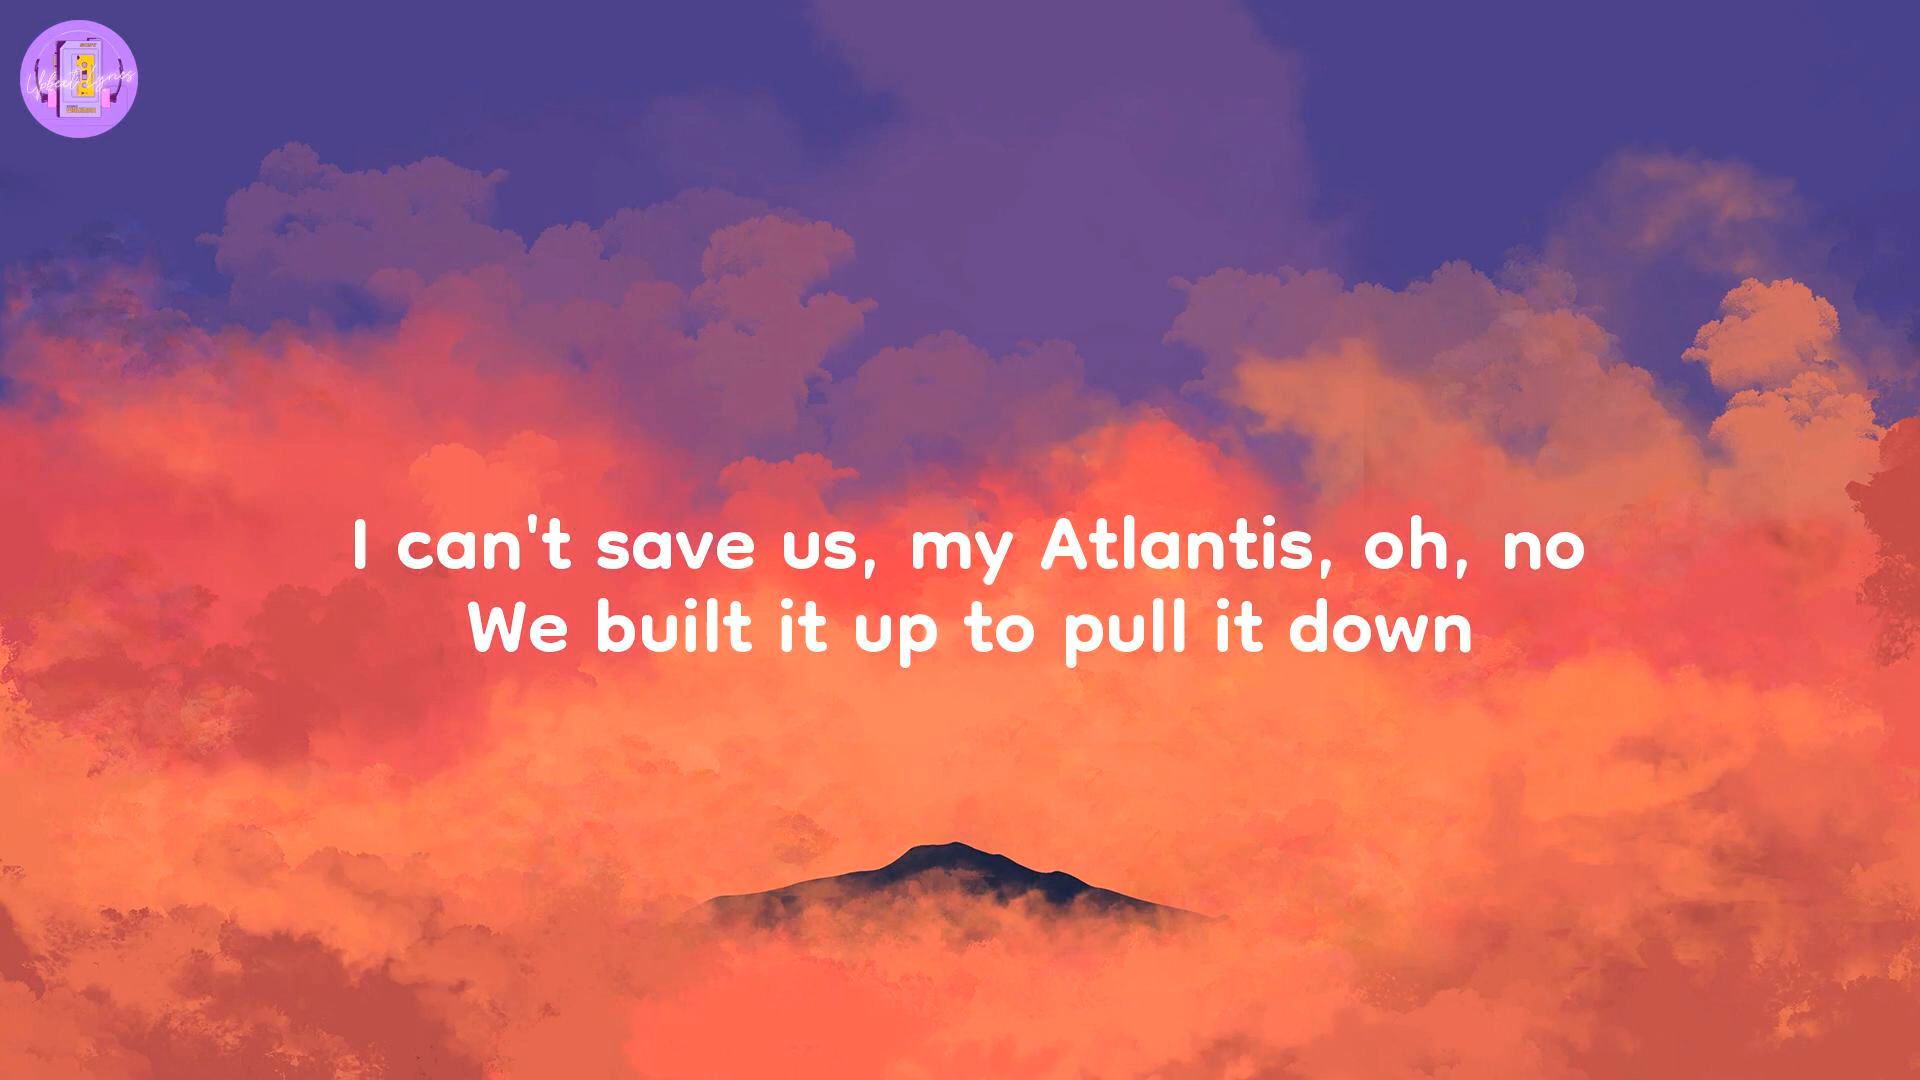 I can't save us, my Atlantis, oh, no
We built it up to pull it down